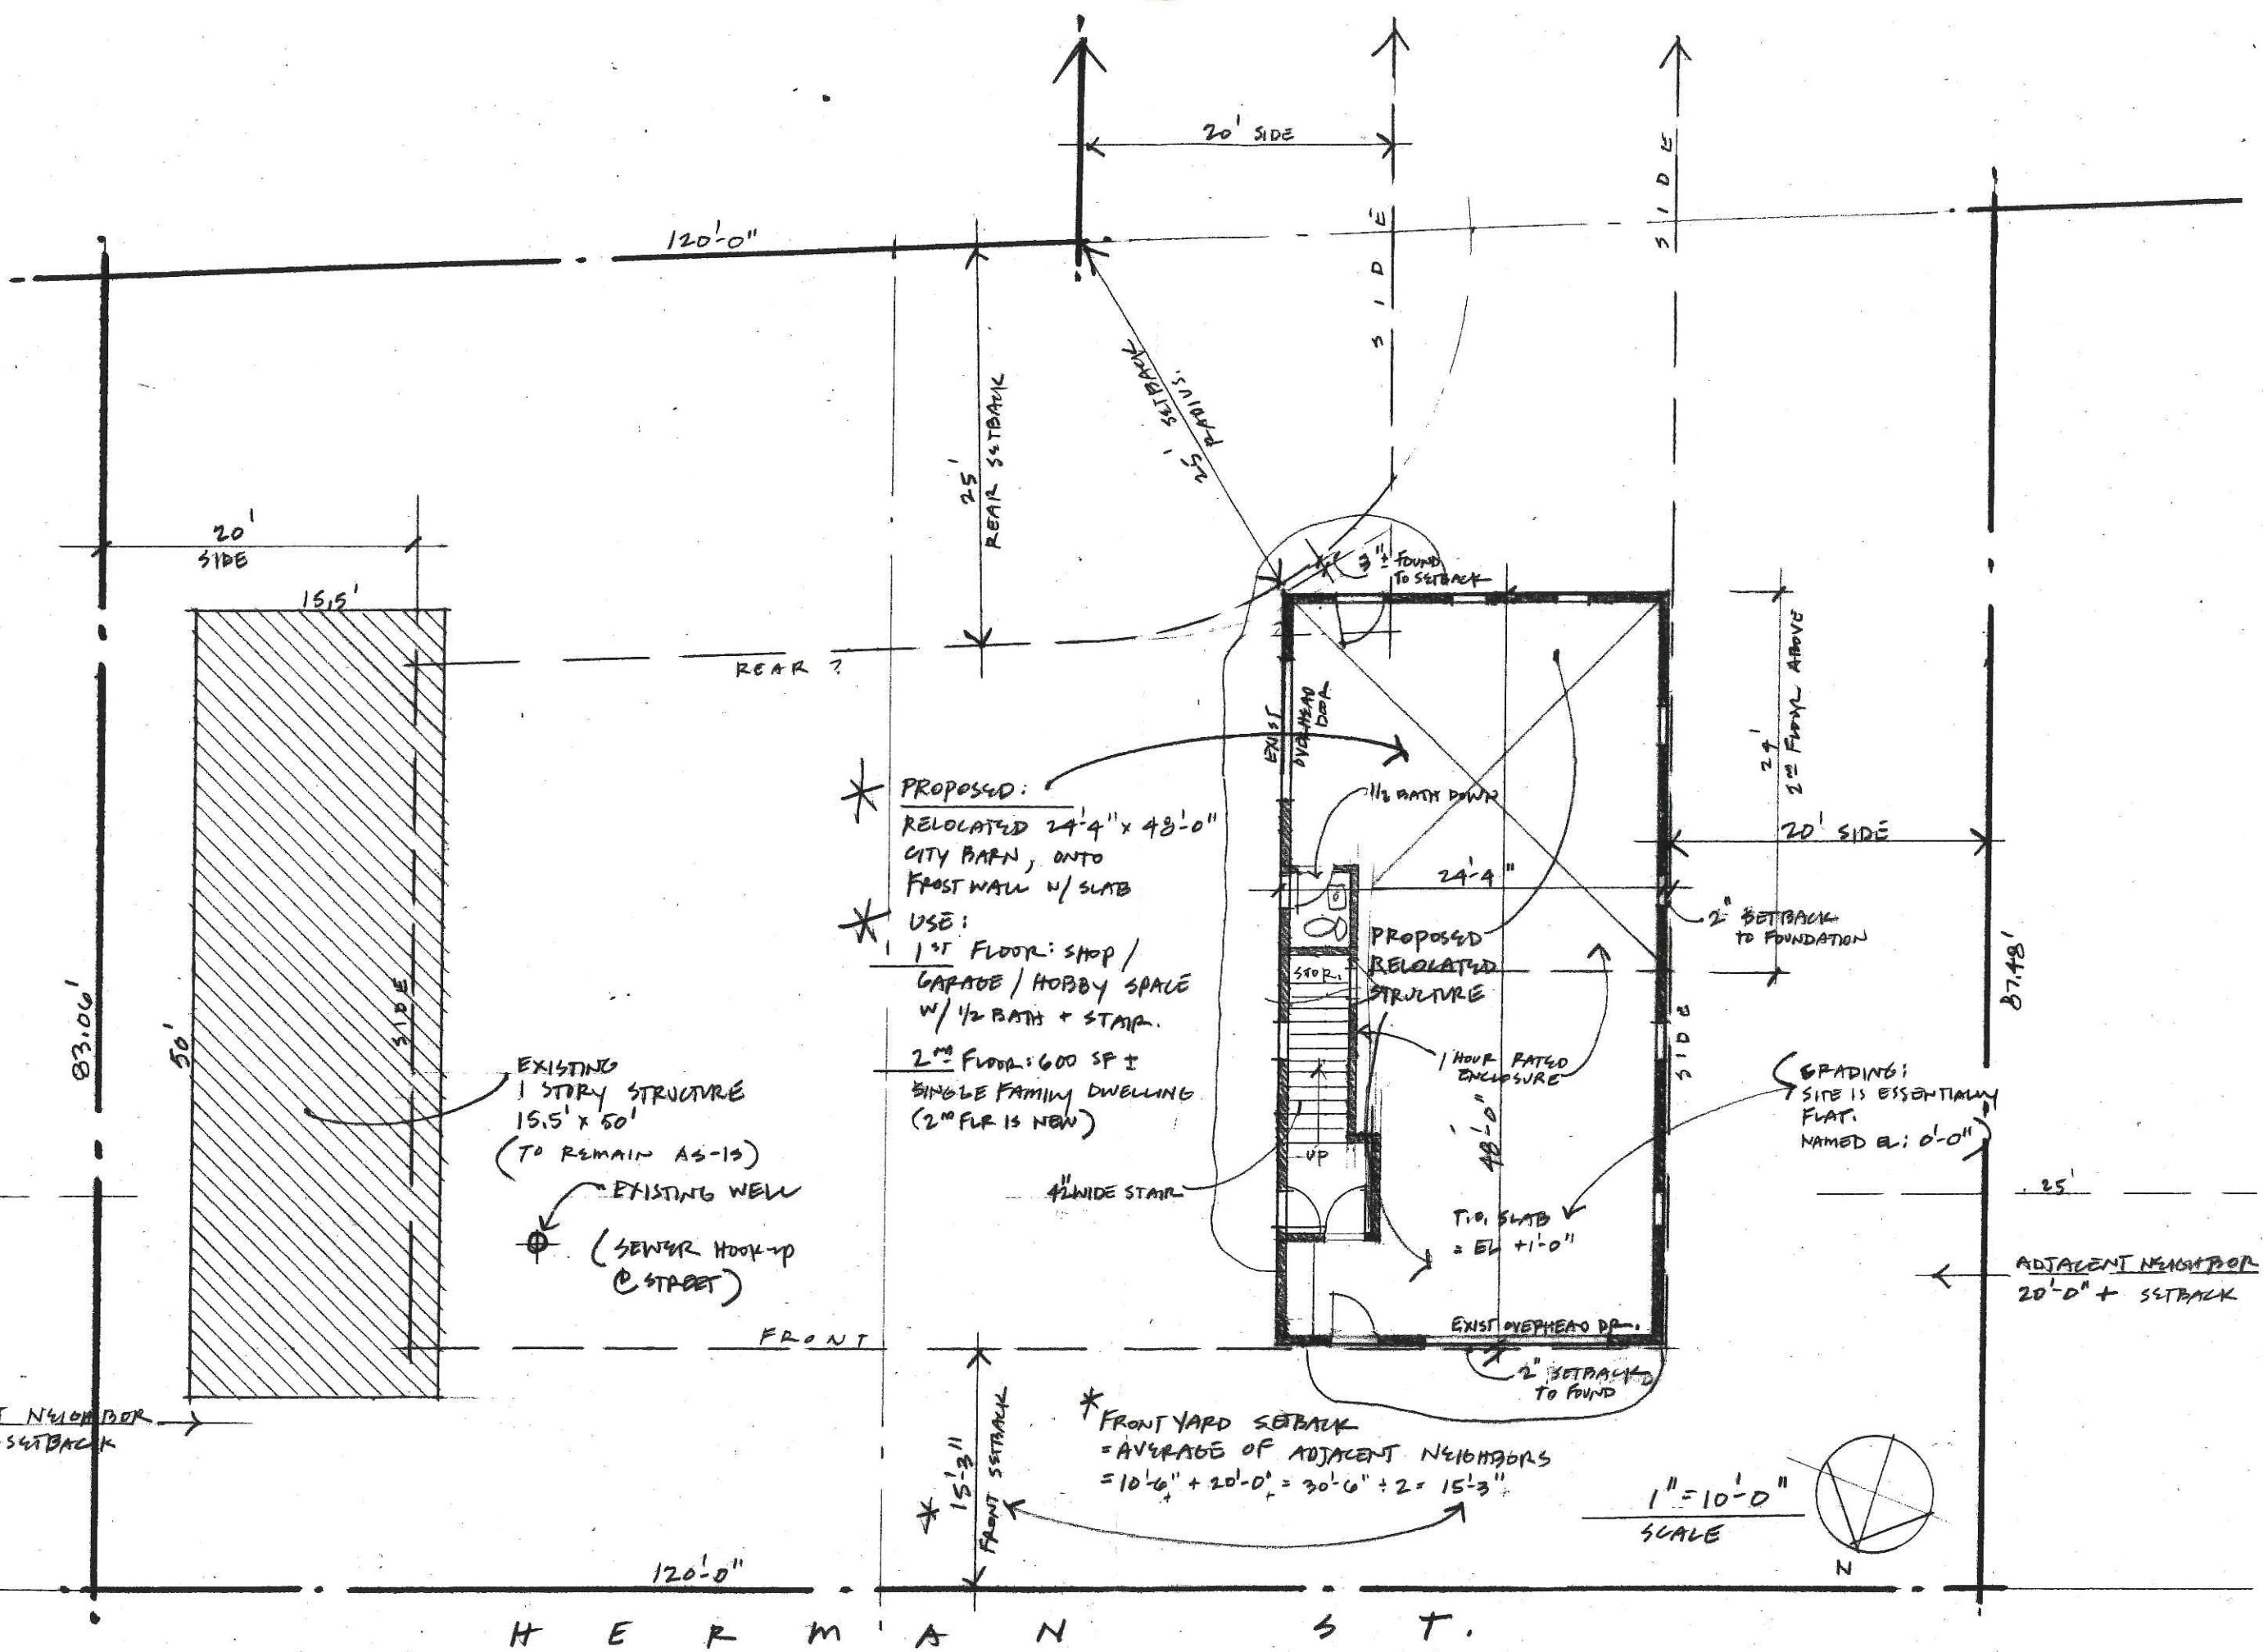 20' SIDE
SIDE
SIDE
120'-0"
25' SETBACK
RADIUS.
25'
REAR SETBACK
20'
SIDE
15.5'
3"± FOUND
TO SETBACK
REAR ?
EXIST
OVERHEAD
DOOR
24'
2ND FLOOR ABOVE
* PROPOSED:
RELOCATED 24'-4" x 48'-0"
CITY BARN, ONTO
FROST WALL W/ SLAB
* USE:
1ST FLOOR: SHOP /
GARAGE / HOBBY SPACE
W/ 1/2 BATH + STAIR.
2ND FLOOR: 600 SF ±
SINGLE FAMILY DWELLING
(2ND FLR IS NEW)
1/2 BATH DOWN
20' SIDE
24'-4"
2" SETBACK
TO FOUNDATION
PROPOSED
RELOCATED
STRUCTURE
STOR.
83.06'
50'
SIDE
87.48'
SIDE
EXISTING
1 STORY STRUCTURE
15.5' x 50'
(TO REMAIN AS-IS)
EXISTING WELL
(SEWER HOOK-UP
@ STREET)
1 HOUR RATED
ENCLOSURE
48'-0"
(GRADING:
SITE IS ESSENTIALLY
FLAT.
NAMED EL: 0'-0")
UP
42" WIDE STAIR
T.O. SLAB
= EL +1'-0"
25'
ADJACENT NEIGHBOR
20'-0" + SETBACK
FRONT
EXIST OVERHEAD DR.
2" SETBACK
TO FOUND
NEIGHBOR
SETBACK
15'-3"
FRONT SETBACK
*
* FRONT YARD SETBACK
= AVERAGE OF ADJACENT NEIGHBORS
= 10'-6" + 20'-0" = 30'-6" ÷ 2 = 15'-3"
1" = 10'-0"
SCALE
N
120'-0"
HERMAN ST.